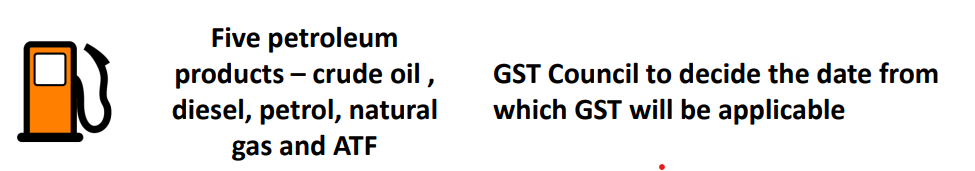 Five petroleum
products – crude oil ,
diesel, petrol, natural
gas and ATF
GST Council to decide the date from
which GST will be applicable